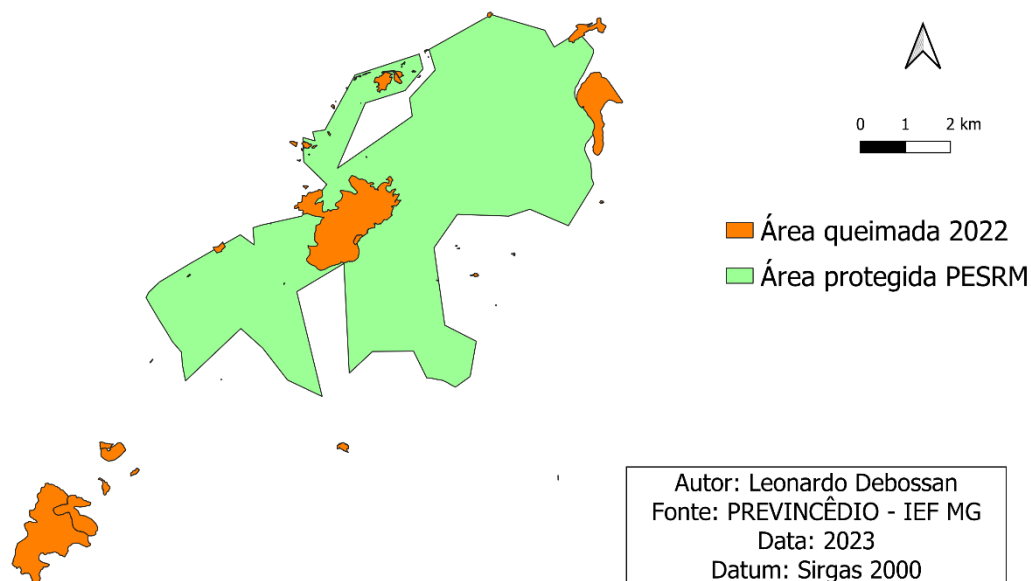 0 1 2 km
Área queimada 2022
Área protegida PESRM
Autor: Leonardo Debossan
Fonte: PREVINCÊDIO - IEF MG
Data: 2023
Datum: Sirgas 2000